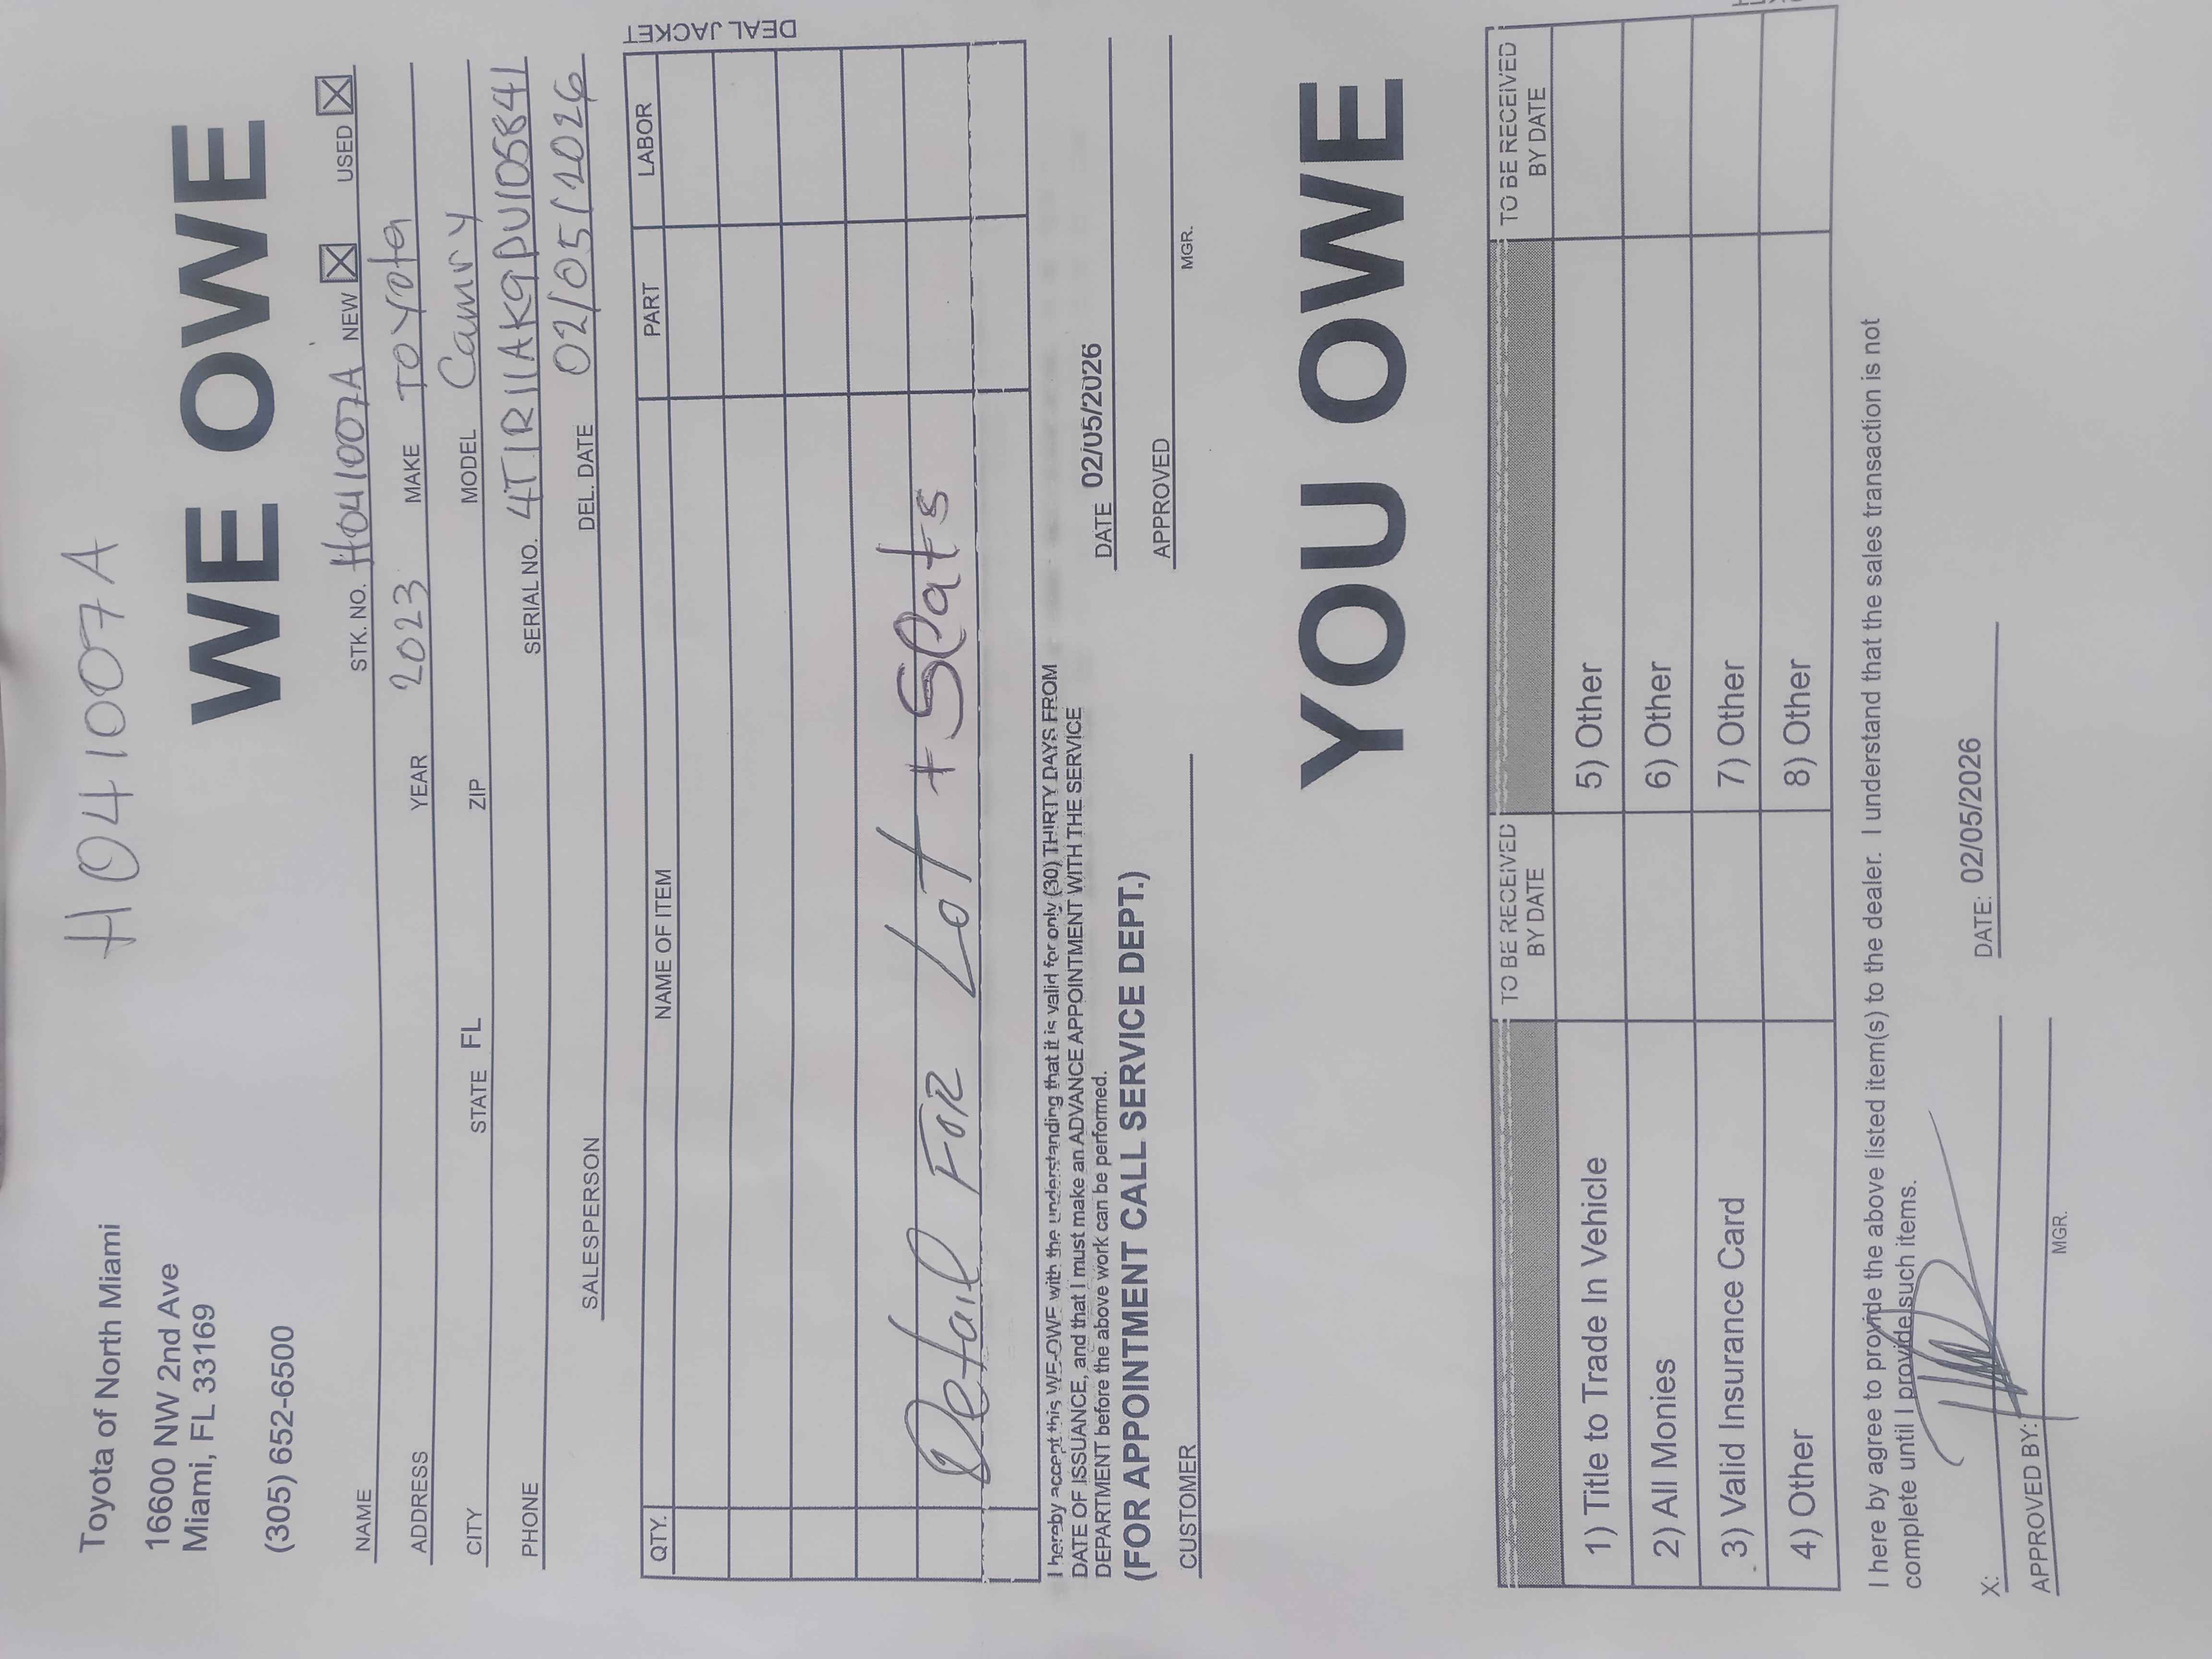 H041007A
Toyota of North Miami
16600 NW 2nd Ave
Miami, FL 33169
(305) 652-6500
WE OWE
STK. NO. H041007A NEW ☒ USED ☒
NAME YEAR 2023 MAKE TOYota
ADDRESS MODEL Camry
CITY STATE FL ZIP
PHONE SERIAL NO. 4T1R11AK9PU105841
SALESPERSON DEL. DATE 02/05/2026
DEAL JACKET
QTY. NAME OF ITEM PART LABOR
Detail FOR LoT + Seats
I hereby accept this WE-OWE with the understanding that it is valid for only (30) THIRTY DAYS FROM
DATE OF ISSUANCE, and that I must make an ADVANCE APPOINTMENT WITH THE SERVICE
DEPARTMENT before the above work can be performed.
(FOR APPOINTMENT CALL SERVICE DEPT.)
DATE 02/05/2026
CUSTOMER APPROVED
MGR.
YOU OWE
TO BE RECEIVED BY DATE TO BE RECEIVED BY DATE
1) Title to Trade In Vehicle 5) Other
2) All Monies 6) Other
3) Valid Insurance Card 7) Other
4) Other 8) Other
I here by agree to provide the above listed item(s) to the dealer. I understand that the sales transaction is not
complete until I provide such items.
X: DATE: 02/05/2026
APPROVED BY:
MGR.